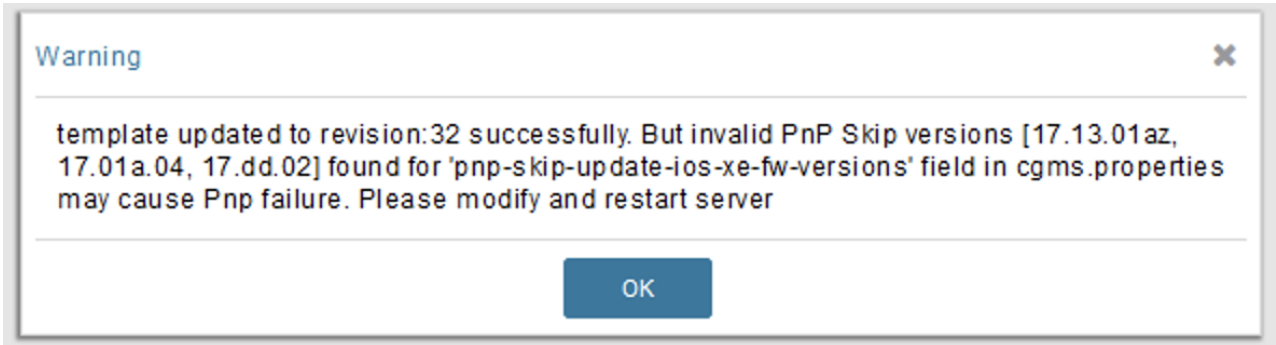 Warning
template updated to revision:32 successfully. But invalid PnP Skip versions [17.13.01az,
17.01a.04, 17.dd.02] found for 'pnp-skip-update-ios-xe-fw-versions' field in cgms.properties
may cause Pnp failure. Please modify and restart server
OK